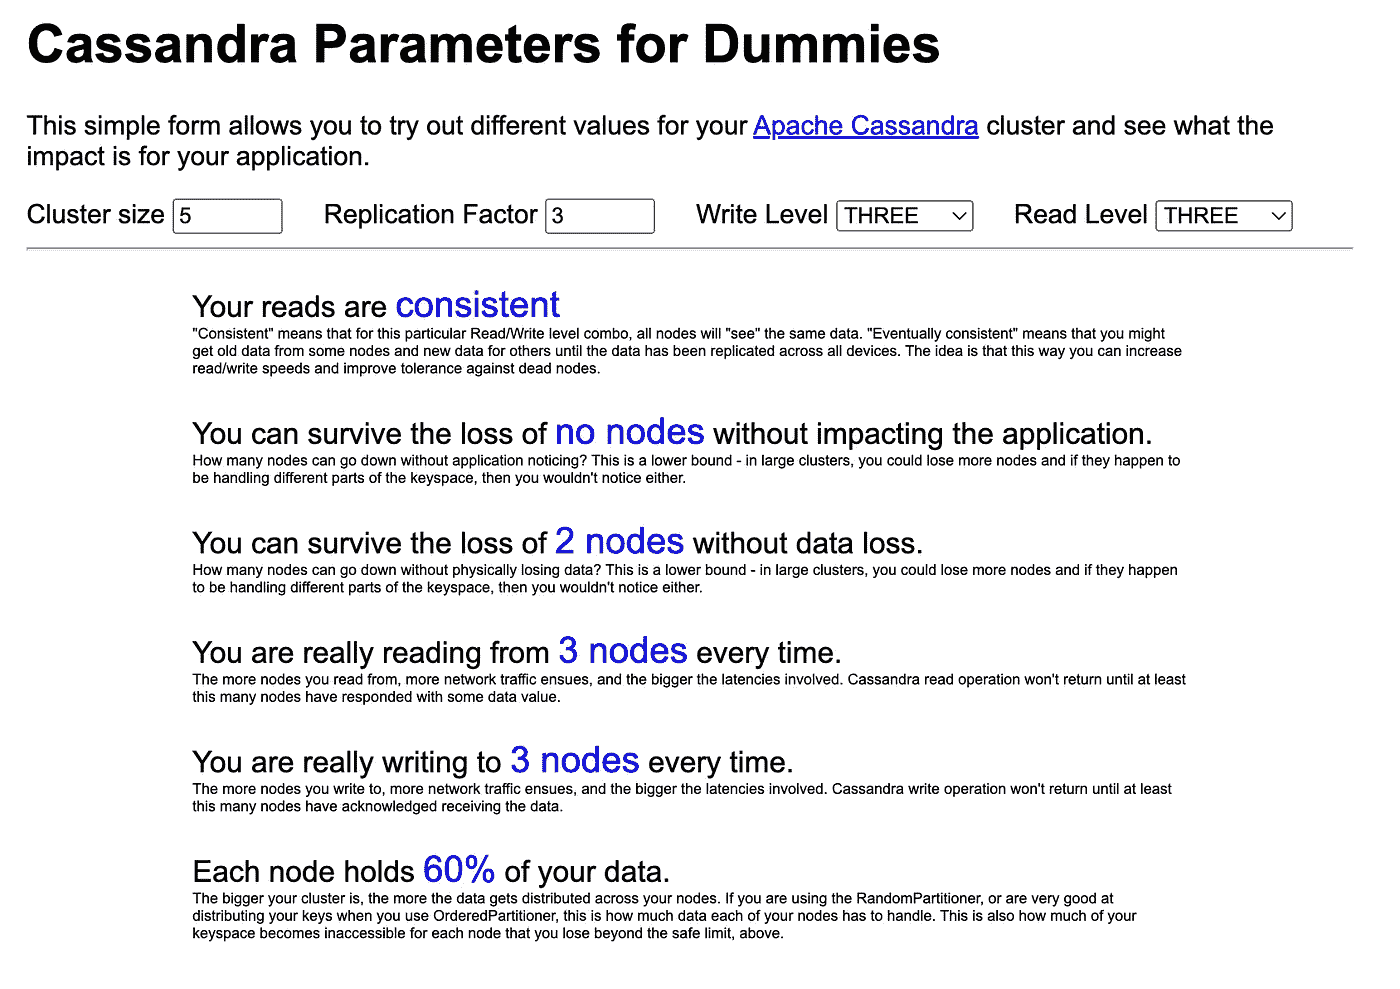 Cassandra Parameters for Dummies
This simple form allows you to try out different values for your Apache Cassandra cluster and see what the
impact is for your application.
Cluster size 5 Replication Factor 3 Write Level THREE Read Level THREE
Your reads are consistent
"Consistent" means that for this particular Read/Write level combo, all nodes will "see" the same data. "Eventually consistent" means that you might
get old data from some nodes and new data for others until the data has been replicated across all devices. The idea is that this way you can increase
read/write speeds and improve tolerance against dead nodes.
You can survive the loss of no nodes without impacting the application.
How many nodes can go down without application noticing? This is a lower bound - in large clusters, you could lose more nodes and if they happen to
be handling different parts of the keyspace, then you wouldn't notice either.
You can survive the loss of 2 nodes without data loss.
How many nodes can go down without physically losing data? This is a lower bound - in large clusters, you could lose more nodes and if they happen
to be handling different parts of the keyspace, then you wouldn't notice either.
You are really reading from 3 nodes every time.
The more nodes you read from, more network traffic ensues, and the bigger the latencies involved. Cassandra read operation won't return until at least
this many nodes have responded with some data value.
You are really writing to 3 nodes every time.
The more nodes you write to, more network traffic ensues, and the bigger the latencies involved. Cassandra write operation won't return until at least
this many nodes have acknowledged receiving the data.
Each node holds 60% of your data.
The bigger your cluster is, the more the data gets distributed across your nodes. If you are using the RandomPartitioner, or are very good at
distributing your keys when you use OrderedPartitioner, this is how much data each of your nodes has to handle. This is also how much of your
keyspace becomes inaccessible for each node that you lose beyond the safe limit, above.